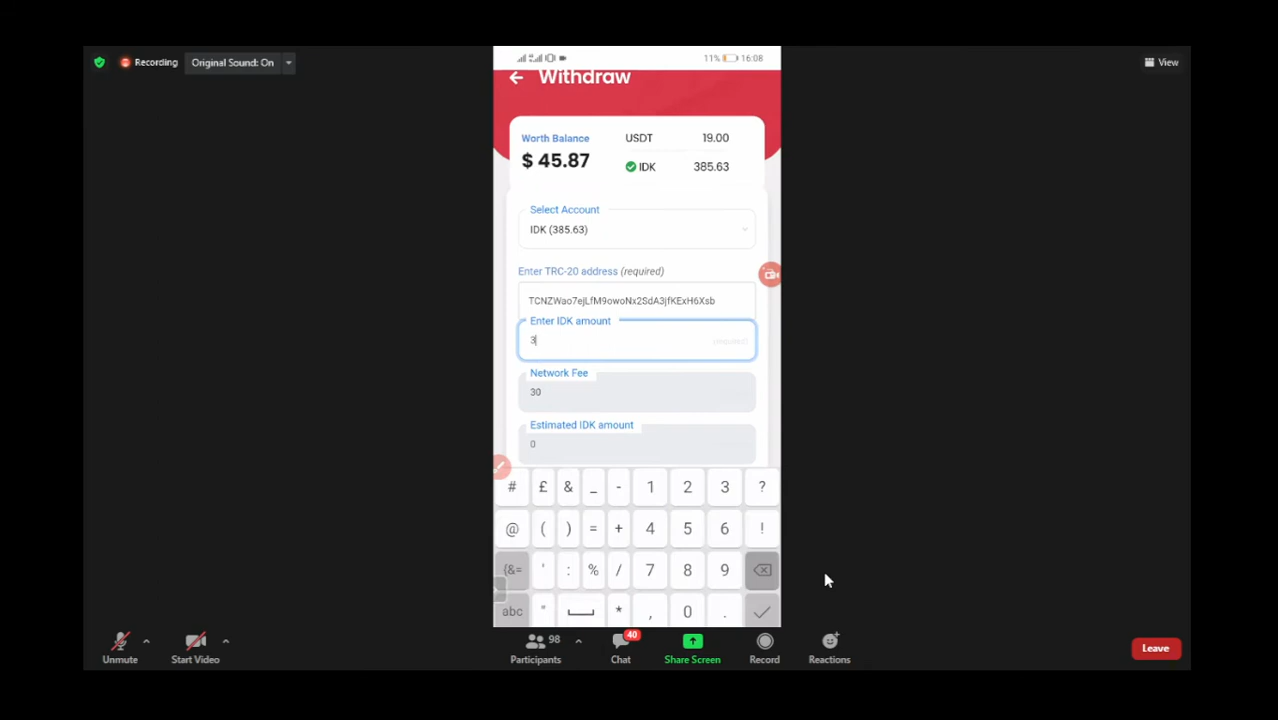 Recording
Original Sound: On
View
11% 16:08
Withdraw
Worth Balance
$ 45.87
USDT 19.00
IDK 385.63
Select Account
IDK (385.63)
Enter TRC-20 address (required)
TCNZWao7ejLfM9owoNx2SdA3jfKExH6Xsb
Enter IDK amount
3 (required)
Network Fee
30
Estimated IDK amount
0
# £ & _ - 1 2 3 ?
@ ( ) = + 4 5 6 !
{&= ' : % / 7 8 9
abc " * , 0 .
98
40
Unmute
Start Video
Participants
Chat
Share Screen
Record
Reactions
Leave